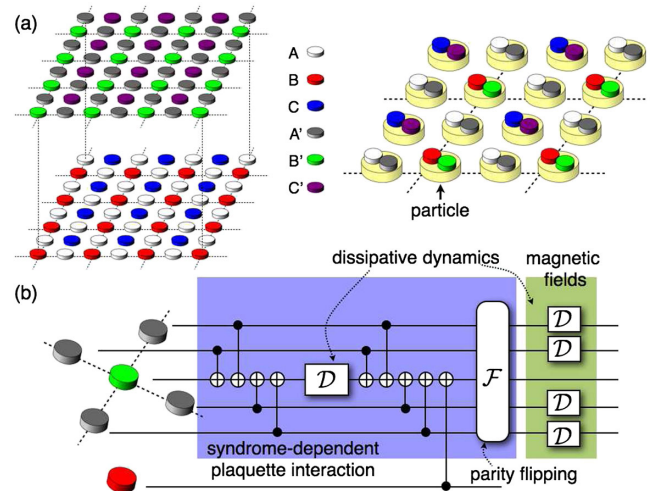 (a)
A
B
C
A'
B'
C'
particle
dissipative dynamics
magnetic
fields
(b)
D
D
D
F
D
D
syndrome-dependent
plaquette interaction
parity flipping